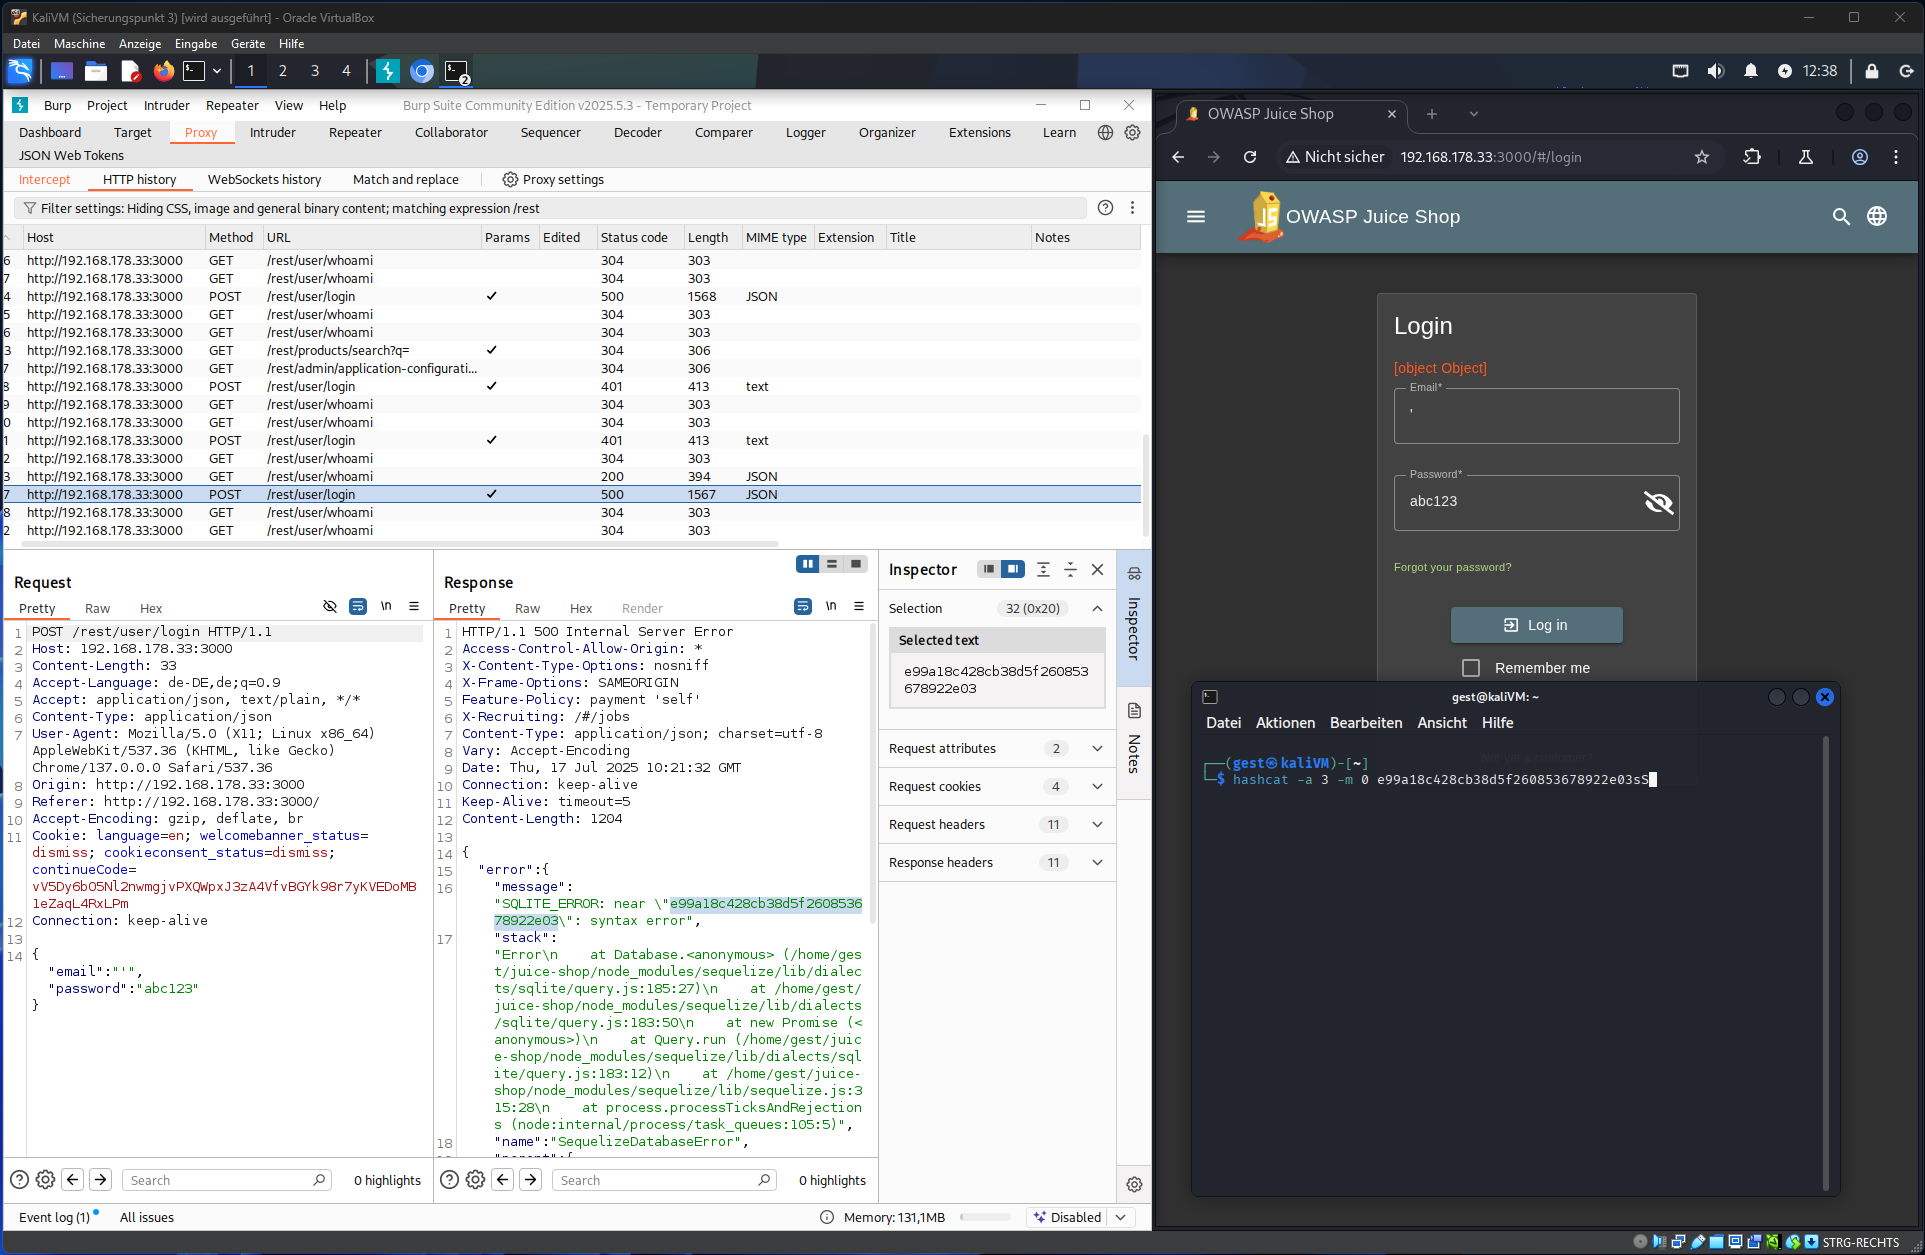 KaliVM (Sicherungspunkt 3) [wird ausgeführt] - Oracle VirtualBox
Datei Maschine Anzeige Eingabe Geräte Hilfe
1 2 3 4 2 12:38
Burp Project Intruder Repeater View Help Burp Suite Community Edition v2025.5.3 - Temporary Project
Dashboard Target Proxy Intruder Repeater Collaborator Sequencer Decoder Comparer Logger Organizer Extensions Learn
JSON Web Tokens
Intercept HTTP history WebSockets history Match and replace Proxy settings
Filter settings: Hiding CSS, image and general binary content; matching expression /rest
Host Method URL Params Edited Status code Length MIME type Extension Title Notes
6 http://192.168.178.33:3000 GET /rest/user/whoami 304 303
7 http://192.168.178.33:3000 GET /rest/user/whoami 304 303
4 http://192.168.178.33:3000 POST /rest/user/login ✓ 500 1568 JSON
5 http://192.168.178.33:3000 GET /rest/user/whoami 304 303
6 http://192.168.178.33:3000 GET /rest/user/whoami 304 303
3 http://192.168.178.33:3000 GET /rest/products/search?q= ✓ 304 306
7 http://192.168.178.33:3000 GET /rest/admin/application-configurati... 304 306
8 http://192.168.178.33:3000 POST /rest/user/login ✓ 401 413 text
9 http://192.168.178.33:3000 GET /rest/user/whoami 304 303
0 http://192.168.178.33:3000 GET /rest/user/whoami 304 303
1 http://192.168.178.33:3000 POST /rest/user/login ✓ 401 413 text
2 http://192.168.178.33:3000 GET /rest/user/whoami 304 303
3 http://192.168.178.33:3000 GET /rest/user/whoami 200 394 JSON
7 http://192.168.178.33:3000 POST /rest/user/login ✓ 500 1567 JSON
8 http://192.168.178.33:3000 GET /rest/user/whoami 304 303
2 http://192.168.178.33:3000 GET /rest/user/whoami 304 303
Request
Pretty Raw Hex \n
1 POST /rest/user/login HTTP/1.1
2 Host: 192.168.178.33:3000
3 Content-Length: 33
4 Accept-Language: de-DE,de;q=0.9
5 Accept: application/json, text/plain, */*
6 Content-Type: application/json
7 User-Agent: Mozilla/5.0 (X11; Linux x86_64)
AppleWebKit/537.36 (KHTML, like Gecko)
Chrome/137.0.0.0 Safari/537.36
8 Origin: http://192.168.178.33:3000
9 Referer: http://192.168.178.33:3000/
10 Accept-Encoding: gzip, deflate, br
11 Cookie: language=en; welcomebanner_status=
dismiss; cookieconsent_status=dismiss;
continueCode=
vV5Dy6bO5Nl2nwmgjvPXQWpxJ3zA4VfvBGYk98r7yKVEDoMB
1eZaqL4RxLPm
12 Connection: keep-alive
13
14 {
"email":"'",
"password":"abc123"
}
Search 0 highlights
Response
Pretty Raw Hex Render \n
1 HTTP/1.1 500 Internal Server Error
2 Access-Control-Allow-Origin: *
3 X-Content-Type-Options: nosniff
4 X-Frame-Options: SAMEORIGIN
5 Feature-Policy: payment 'self'
6 X-Recruiting: /#/jobs
7 Content-Type: application/json; charset=utf-8
8 Vary: Accept-Encoding
9 Date: Thu, 17 Jul 2025 10:21:32 GMT
10 Connection: keep-alive
11 Keep-Alive: timeout=5
12 Content-Length: 1204
13
14 {
15 "error":{
16 "message":
"SQLITE_ERROR: near \"e99a18c428cb38d5f2608536
78922e03\": syntax error",
17 "stack":
"Error\n    at Database.<anonymous> (/home/ges
t/juice-shop/node_modules/sequelize/lib/dialec
ts/sqlite/query.js:185:27)\n    at /home/gest/
juice-shop/node_modules/sequelize/lib/dialects
/sqlite/query.js:183:50\n    at new Promise (<
anonymous>)\n    at Query.run (/home/gest/juic
e-shop/node_modules/sequelize/lib/dialects/sql
ite/query.js:183:12)\n    at /home/gest/juice-
shop/node_modules/sequelize/lib/sequelize.js:3
15:28\n    at process.processTicksAndRejection
s (node:internal/process/task_queues:105:5)",
18 "name":"SequelizeDatabaseError",
Search 0 highlights
Inspector
Selection 32 (0x20)
Selected text
e99a18c428cb38d5f260853
678922e03
Request attributes 2
Request cookies 4
Request headers 11
Response headers 11
Inspector
Notes
Event log (1) All issues Memory: 131,1MB Disabled
OWASP Juice Shop
Nicht sicher 192.168.178.33:3000/#/login
JS OWASP Juice Shop
Login
[object Object]
Email*
'
Password*
abc123
Forgot your password?
Log in
Remember me
gest@kaliVM: ~
Datei Aktionen Bearbeiten Ansicht Hilfe
┌──(gest㉿kaliVM)-[~]
└─$ hashcat -a 3 -m 0 e99a18c428cb38d5f260853678922e03sS
STRG-RECHTS